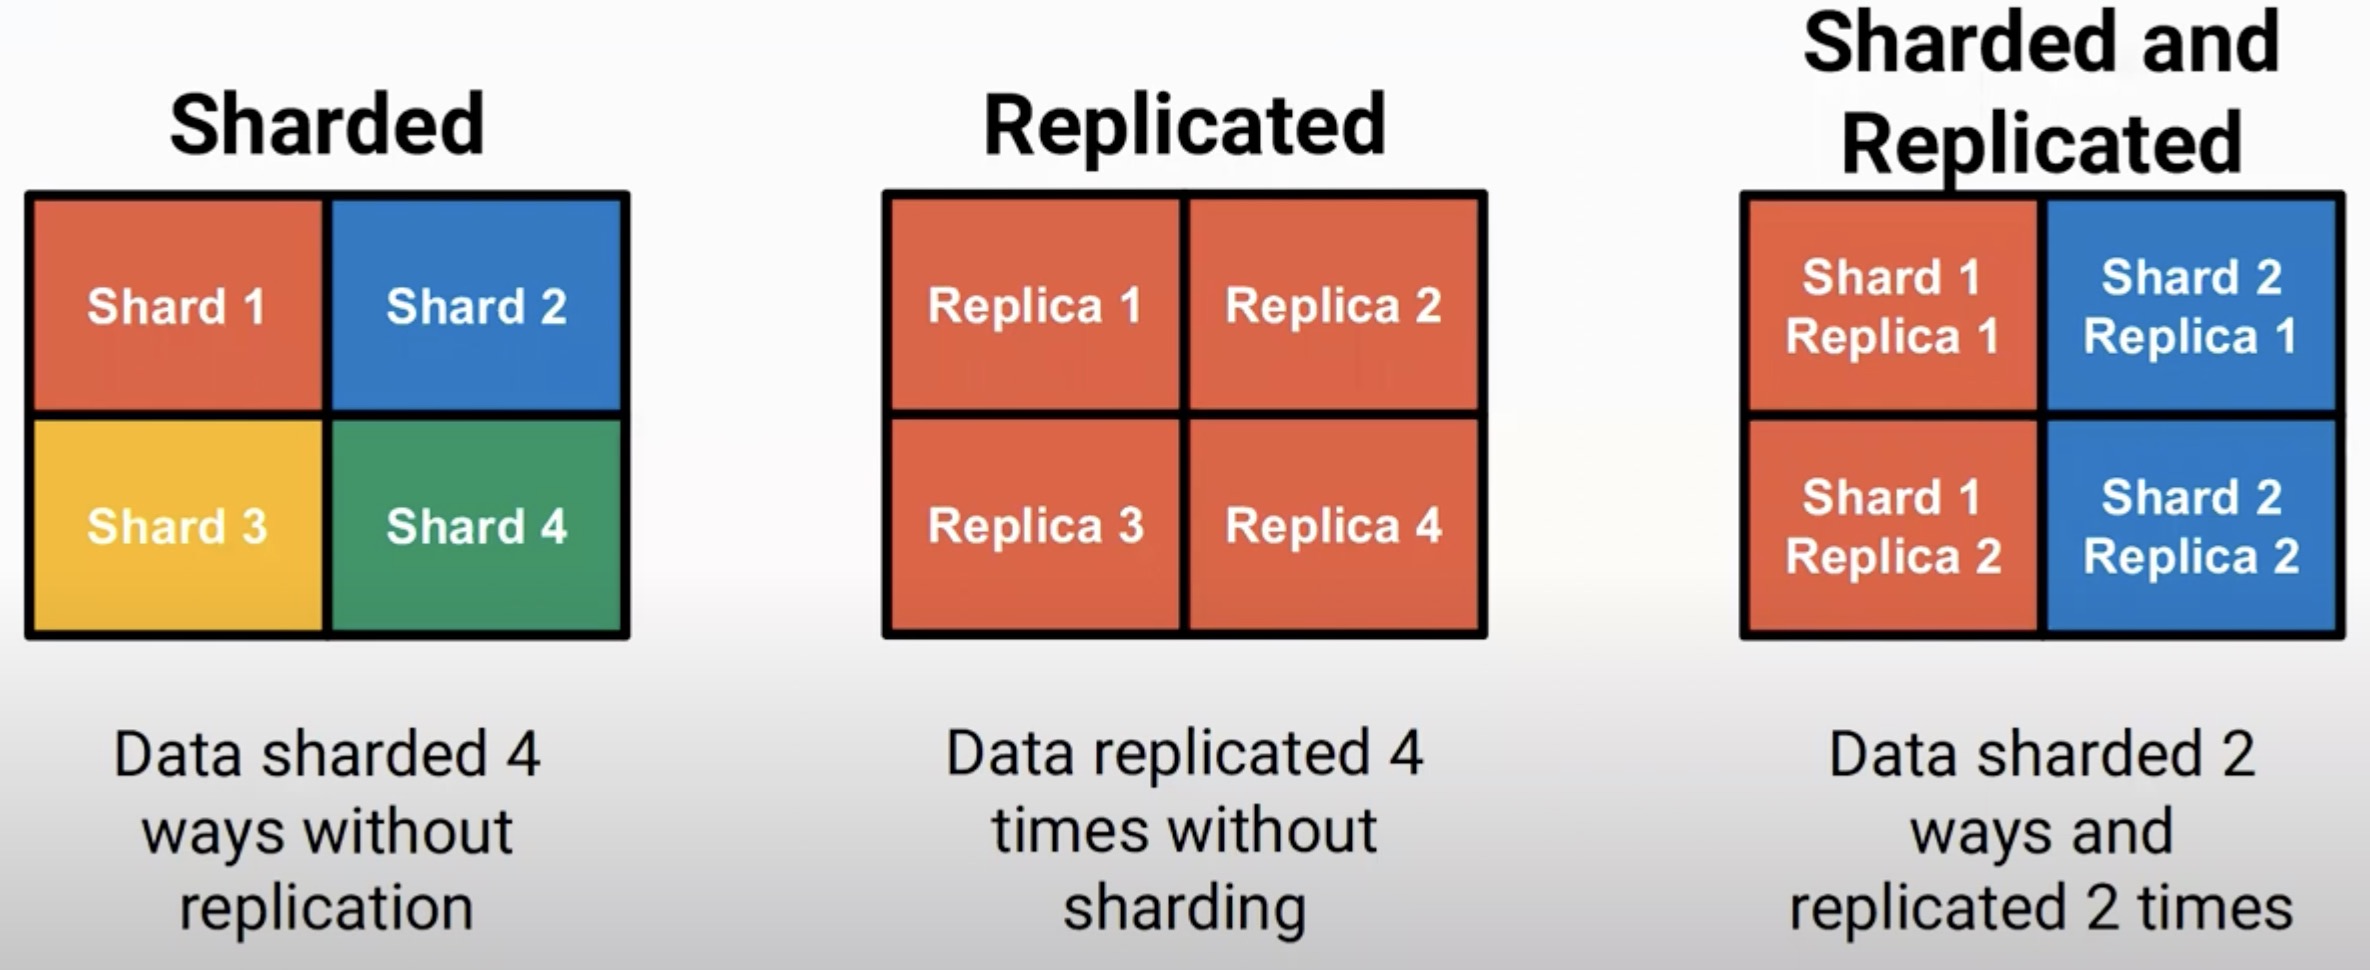 Sharded
Shard 1
Shard 2
Shard 3
Shard 4
Data sharded 4
ways without
replication
Replicated
Replica 1
Replica 2
Replica 3
Replica 4
Data replicated 4
times without
sharding
Sharded and
Replicated
Shard 1
Replica 1
Shard 2
Replica 1
Shard 1
Replica 2
Shard 2
Replica 2
Data sharded 2
ways and
replicated 2 times